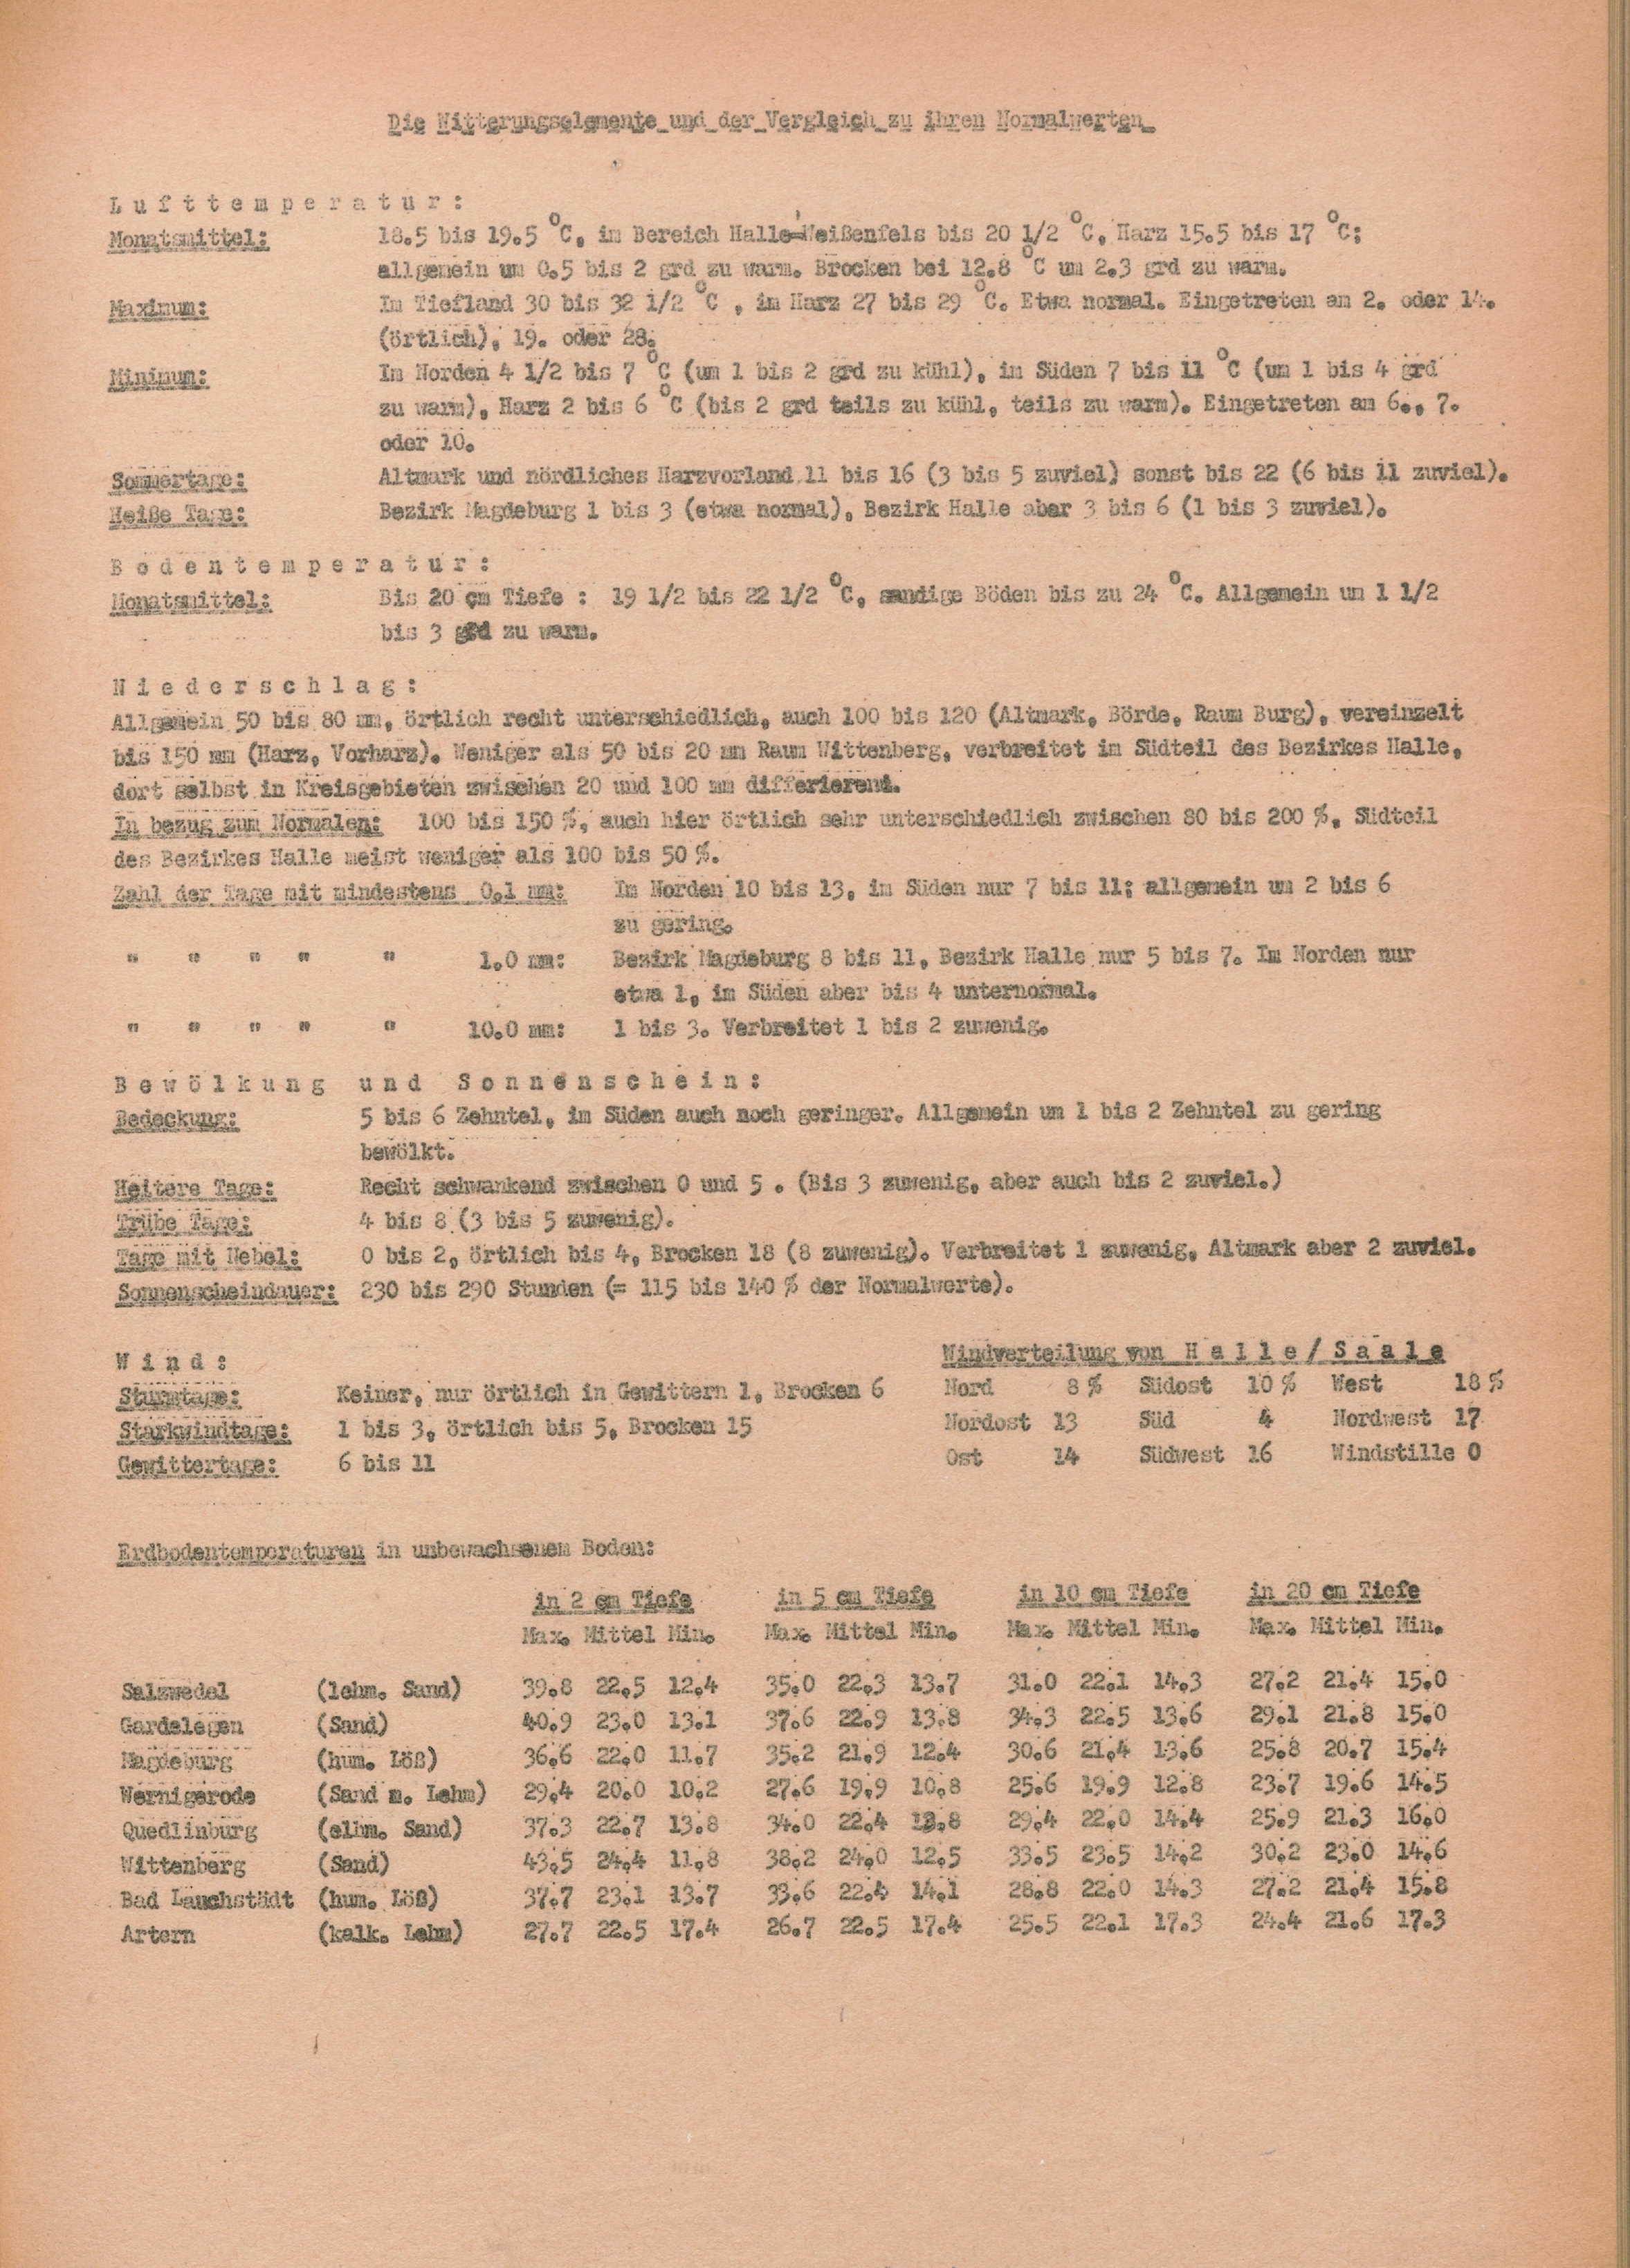 Die Witterungselemente und der Vergleich zu ihren Normalwerten
L u f t t e m p e r a t u r :
Monatsmittel: 18.5 bis 19.5 °C, im Bereich Halle-Weißenfels bis 20 1/2 °C, Harz 15.5 bis 17 °C;
allgemein um 0.5 bis 2 grd zu warm. Brocken bei 12.8 °C um 2.3 grd zu warm.
Maximum: Im Tiefland 30 bis 32 1/2 °C , im Harz 27 bis 29 °C. Etwa normal. Eingetreten am 2. oder 14.
(örtlich), 19. oder 28.
Minimum: Im Norden 4 1/2 bis 7 °C (um 1 bis 2 grd zu kühl), im Süden 7 bis 11 °C (um 1 bis 4 grd
zu warm), Harz 2 bis 6 °C (bis 2 grd teils zu kühl, teils zu warm). Eingetreten am 6., 7.
oder 10.
Sommertage: Altmark und nördliches Harzvorland 11 bis 16 (3 bis 5 zuviel) sonst bis 22 (6 bis 11 zuviel).
Heiße Tage: Bezirk Magdeburg 1 bis 3 (etwa normal), Bezirk Halle aber 3 bis 6 (1 bis 3 zuviel).
B o d e n t e m p e r a t u r :
Monatsmittel: Bis 20 cm Tiefe : 19 1/2 bis 22 1/2 °C, sandige Böden bis zu 24 °C. Allgemein um 1 1/2
bis 3 grd zu warm.
N i e d e r s c h l a g :
Allgemein 50 bis 80 mm, örtlich recht unterschiedlich, auch 100 bis 120 (Altmark, Börde, Raum Burg), vereinzelt
bis 150 mm (Harz, Vorharz). Weniger als 50 bis 20 mm Raum Wittenberg, verbreitet im Südteil des Bezirkes Halle,
dort selbst in Kreisgebieten zwischen 20 und 100 mm differierend.
In bezug zum Normalen: 100 bis 150 %, auch hier örtlich sehr unterschiedlich zwischen 80 bis 200 %, Südteil
des Bezirkes Halle meist weniger als 100 bis 50 %.
Zahl der Tage mit mindestens 0,1 mm: Im Norden 10 bis 13, im Süden nur 7 bis 11; allgemein um 2 bis 6
zu gering.
" " " " " 1.0 mm: Bezirk Magdeburg 8 bis 11, Bezirk Halle nur 5 bis 7. Im Norden nur
etwa 1, im Süden aber bis 4 unternormal.
" " " " " 10.0 mm: 1 bis 3. Verbreitet 1 bis 2 zuwenig.
B e w ö l k u n g  u n d  S o n n e n s c h e i n :
Bedeckung: 5 bis 6 Zehntel, im Süden auch noch geringer. Allgemein um 1 bis 2 Zehntel zu gering
bewölkt.
Heitere Tage: Recht schwankend zwischen 0 und 5 . (Bis 3 zuwenig, aber auch bis 2 zuviel.)
Trübe Tage: 4 bis 8 (3 bis 5 zuwenig).
Tage mit Nebel: 0 bis 2, örtlich bis 4, Brocken 18 (8 zuwenig). Verbreitet 1 zuwenig, Altmark aber 2 zuviel.
Sonnenscheindauer: 230 bis 290 Stunden (= 115 bis 140 % der Normalwerte).
W i n d :
Sturmtage: Keiner, nur örtlich in Gewittern 1, Brocken 6
Starkwindtage: 1 bis 3, örtlich bis 5, Brocken 15
Gewittertage: 6 bis 11
Windverteilung von H a l l e / S a a l e
Nord 8 % Südost 10 % West 18 %
Nordost 13 Süd 4 Nordwest 17
Ost 14 Südwest 16 Windstille 0
Erdbodentemperaturen in unbewachsenem Boden:
in 2 cm Tiefe in 5 cm Tiefe in 10 cm Tiefe in 20 cm Tiefe
Max. Mittel Min. Max. Mittel Min. Max. Mittel Min. Max. Mittel Min.
Salzwedel (lehm. Sand) 39.8 22.5 12.4 35.0 22.3 13.7 31.0 22.1 14.3 27.2 21.4 15.0
Gardelegen (Sand) 40.9 23.0 13.1 37.6 22.9 13.8 34.3 22.5 13.6 29.1 21.8 15.0
Magdeburg (hum. Löß) 36.6 22.0 11.7 35.2 21.9 12.4 30.6 21.4 13.6 25.8 20.7 15.4
Wernigerode (Sand m. Lehm) 29.4 20.0 10.2 27.6 19.9 10.8 25.6 19.9 12.8 23.7 19.6 14.5
Quedlinburg (elhm. Sand) 37.3 22.7 13.8 34.0 22.4 13.8 29.4 22.0 14.4 25.9 21.3 16.0
Wittenberg (Sand) 43.5 24.4 11.8 38.2 24.0 12.5 33.5 23.5 14.2 30.2 23.0 14.6
Bad Lauchstädt (hum. Löß) 37.7 23.1 13.7 33.6 22.4 14.1 28.8 22.0 14.3 27.2 21.4 15.8
Artern (kalk. Lehm) 27.7 22.5 17.4 26.7 22.5 17.4 25.5 22.1 17.3 24.4 21.6 17.3